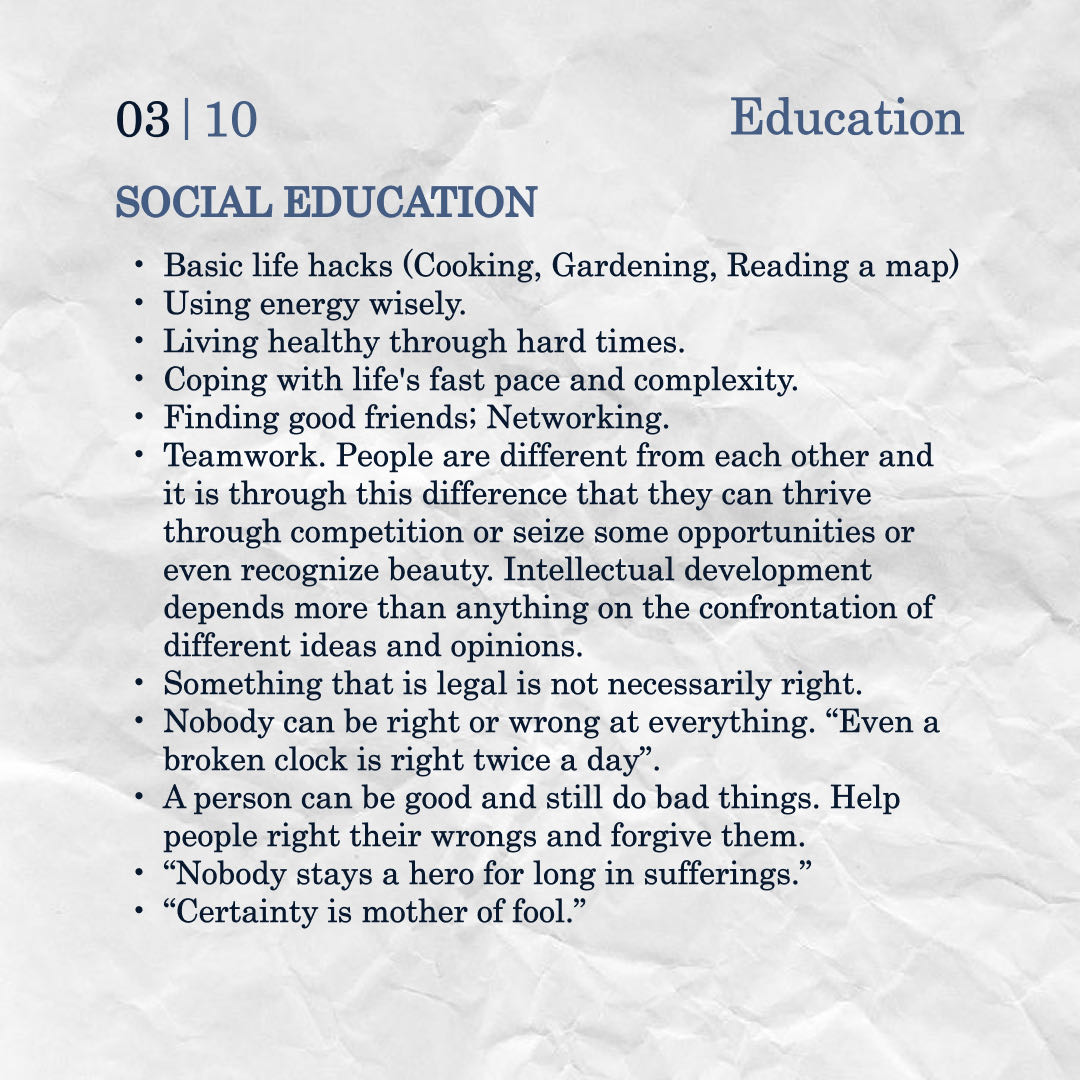 03 | 10
Education
SOCIAL EDUCATION
• Basic life hacks (Cooking, Gardening, Reading a map)
• Using energy wisely.
• Living healthy through hard times.
• Coping with life's fast pace and complexity.
• Finding good friends; Networking.
• Teamwork. People are different from each other and
it is through this difference that they can thrive
through competition or seize some opportunities or
even recognize beauty. Intellectual development
depends more than anything on the confrontation of
different ideas and opinions.
• Something that is legal is not necessarily right.
• Nobody can be right or wrong at everything. “Even a
broken clock is right twice a day”.
• A person can be good and still do bad things. Help
people right their wrongs and forgive them.
• “Nobody stays a hero for long in sufferings.”
• “Certainty is mother of fool.”